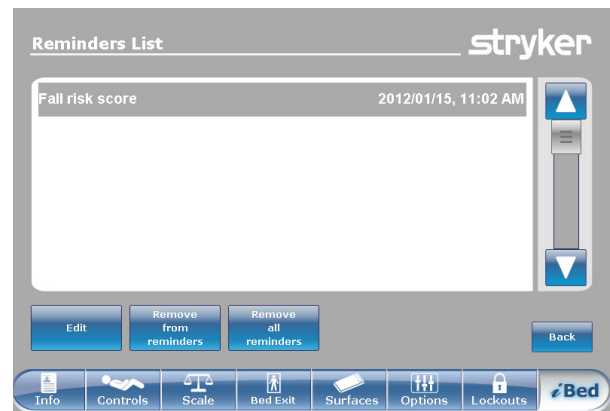 Reminders List
stryker
Fall risk score 2012/01/15, 11:02 AM
Edit
Remove
from
reminders
Remove
all
reminders
Back
Info Controls Scale Bed Exit Surfaces Options Lockouts iBed